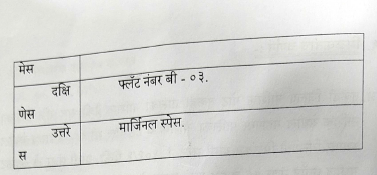 मेस
दक्षि फ्लॅट नंबर बी - ०३.
णेस
उत्तरे मार्जिनल स्पेस.
स